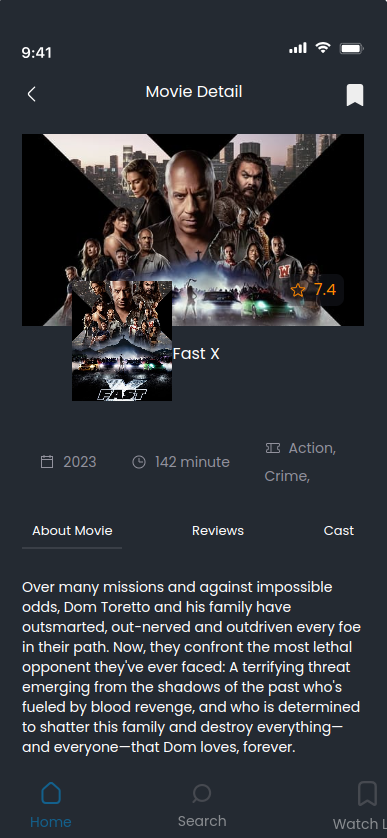 9:41
Movie Detail
7.4
FAST
Fast X
2023
142 minute
Action,
Crime,
About Movie
Reviews
Cast
Over many missions and against impossible
odds, Dom Toretto and his family have
outsmarted, out-nerved and outdriven every foe
in their path. Now, they confront the most lethal
opponent they've ever faced: A terrifying threat
emerging from the shadows of the past who's
fueled by blood revenge, and who is determined
to shatter this family and destroy everything—
and everyone—that Dom loves, forever.
Home
Search
Watch L